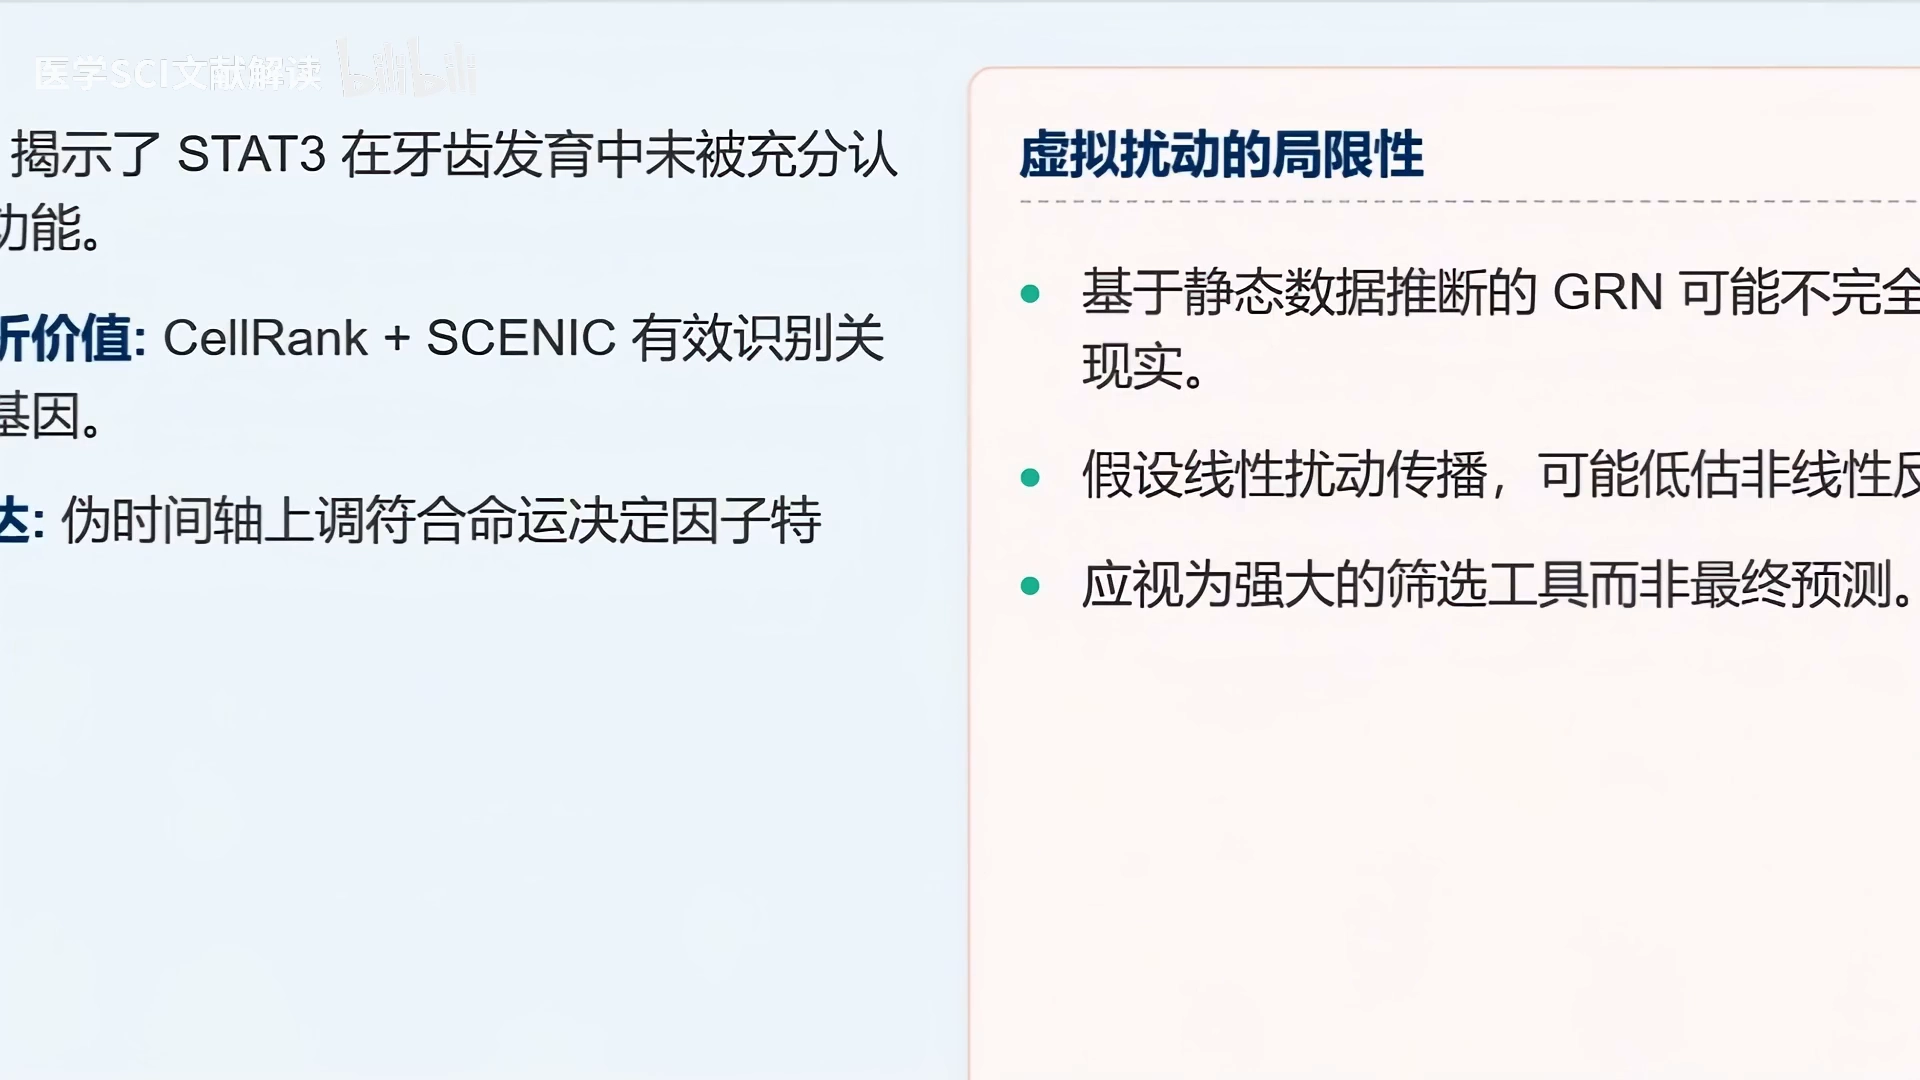 医学SCI文献解读 bilibili
揭示了 STAT3 在牙齿发育中未被充分认
功能。
析价值: CellRank + SCENIC 有效识别关
基因。
达: 伪时间轴上调符合命运决定因子特
虚拟扰动的局限性
基于静态数据推断的 GRN 可能不完全
现实。
假设线性扰动传播，可能低估非线性反
应视为强大的筛选工具而非最终预测。